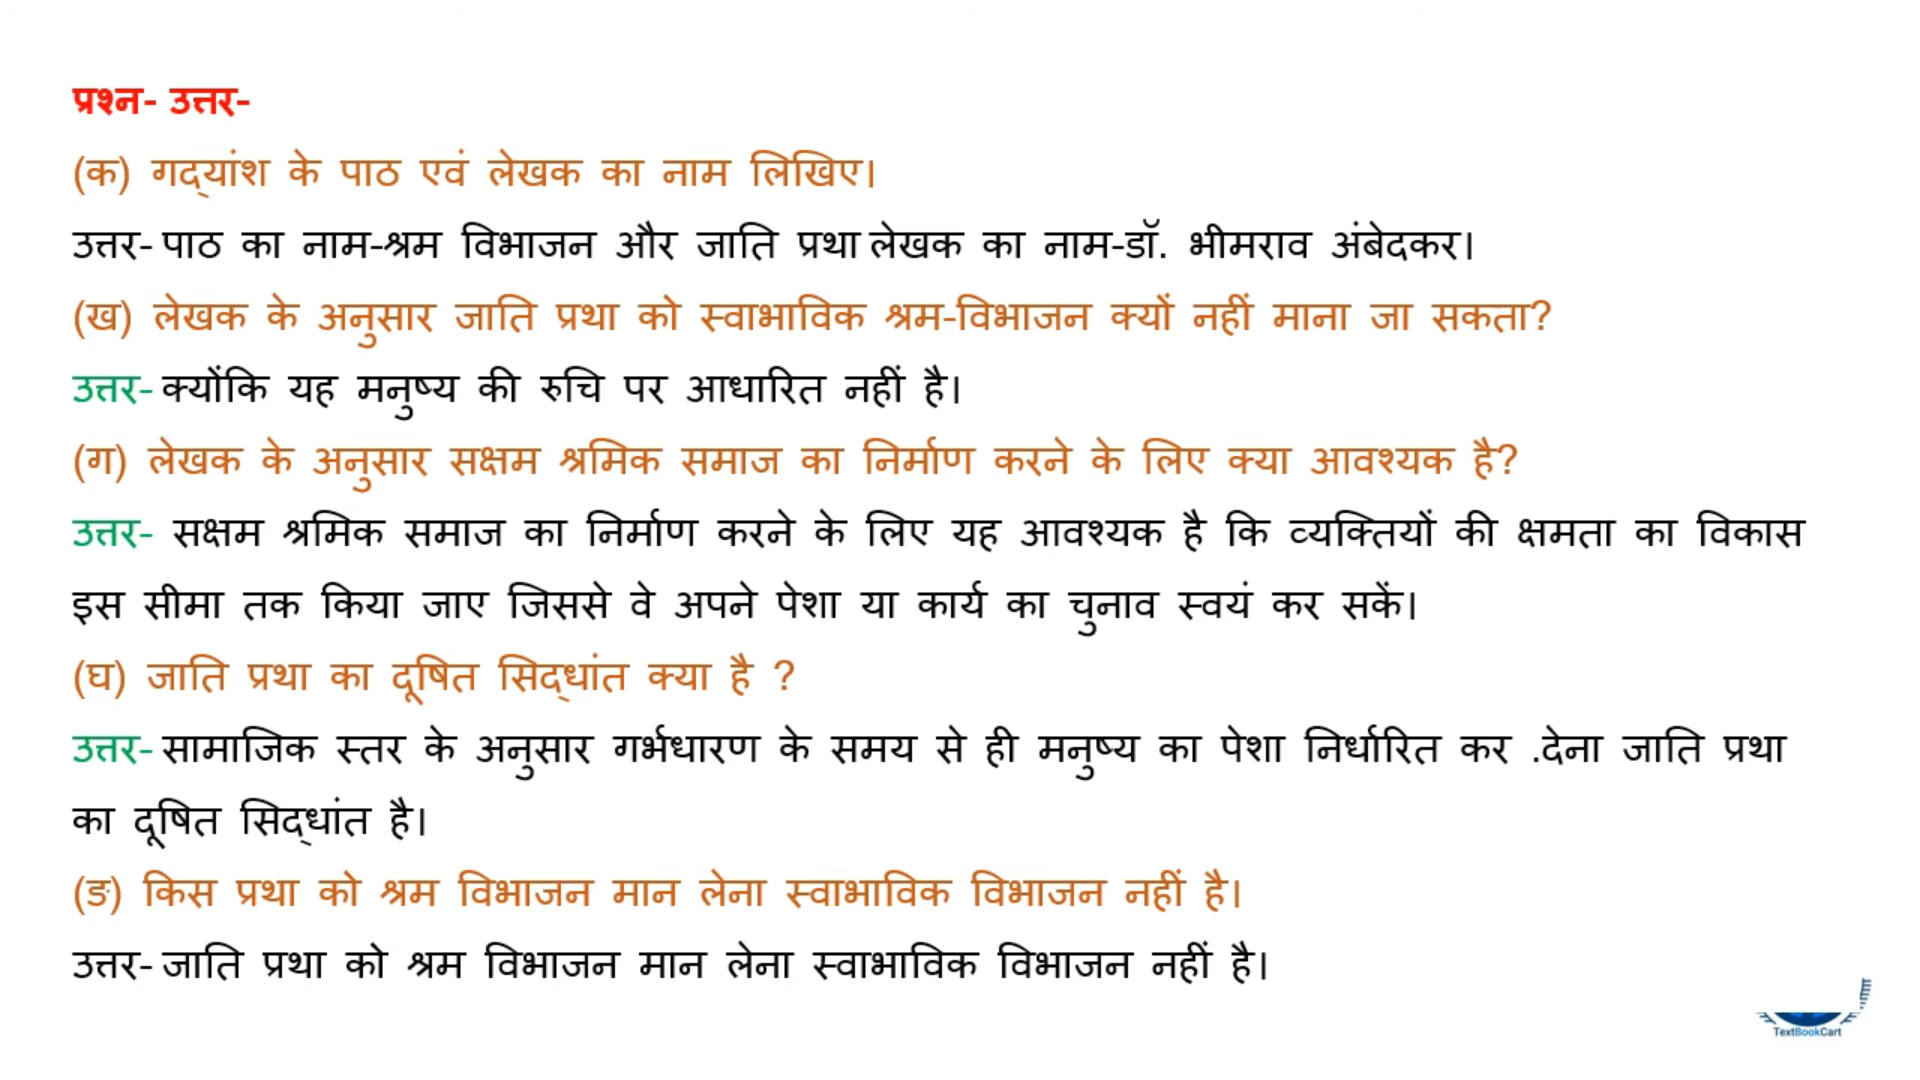 प्रश्न- उत्तर-
(क) गद्‌यांश के पाठ एवं लेखक का नाम लिखिए।
उत्तर- पाठ का नाम-श्रम विभाजन और जाति प्रथा लेखक का नाम-डॉ. भीमराव अंबेदकर।
(ख) लेखक के अनुसार जाति प्रथा को स्वाभाविक श्रम-विभाजन क्यों नहीं माना जा सकता?
उत्तर- क्योंकि यह मनुष्य की रुचि पर आधारित नहीं है।
(ग) लेखक के अनुसार सक्षम श्रमिक समाज का निर्माण करने के लिए क्या आवश्यक है?
उत्तर- सक्षम श्रमिक समाज का निर्माण करने के लिए यह आवश्यक है कि व्यक्तियों की क्षमता का विकास
इस सीमा तक किया जाए जिससे वे अपने पेशा या कार्य का चुनाव स्वयं कर सकें।
(घ) जाति प्रथा का दूषित सिद्‌धांत क्या है ?
उत्तर- सामाजिक स्तर के अनुसार गर्भधारण के समय से ही मनुष्य का पेशा निर्धारित कर .देना जाति प्रथा
का दूषित सिद्‌धांत है।
(ङ) किस प्रथा को श्रम विभाजन मान लेना स्वाभाविक विभाजन नहीं है।
उत्तर- जाति प्रथा को श्रम विभाजन मान लेना स्वाभाविक विभाजन नहीं है।
TextBookCart